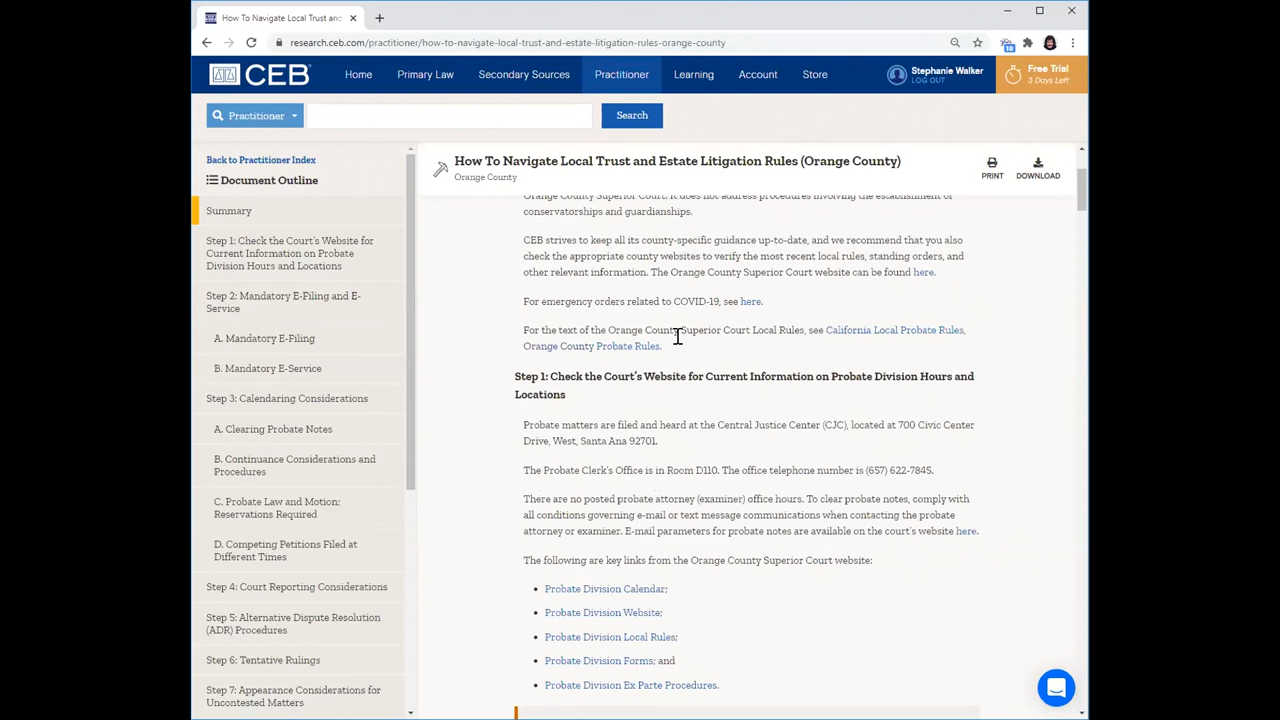 How To Navigate Local Trust and
research.ceb.com/practitioner/how-to-navigate-local-trust-and-estate-litigation-rules-orange-county
10
CEB
Home
Primary Law
Secondary Sources
Practitioner
Learning
Account
Store
Stephanie Walker
LOG OUT
Free Trial
3 Days Left
Practitioner
Search
Back to Practitioner Index
Document Outline
Summary
Step 1: Check the Court's Website for
Current Information on Probate
Division Hours and Locations
Step 2: Mandatory E-Filing and E-
Service
A. Mandatory E-Filing
B. Mandatory E-Service
Step 3: Calendaring Considerations
A. Clearing Probate Notes
B. Continuance Considerations and
Procedures
C. Probate Law and Motion;
Reservations Required
D. Competing Petitions Filed at
Different Times
Step 4: Court Reporting Considerations
Step 5: Alternative Dispute Resolution
(ADR) Procedures
Step 6: Tentative Rulings
Step 7: Appearance Considerations for
Uncontested Matters
How To Navigate Local Trust and Estate Litigation Rules (Orange County)
Orange County
PRINT
DOWNLOAD
Orange County Superior Court. It does not address procedures involving the establishment of
conservatorships and guardianships.
CEB strives to keep all its county-specific guidance up-to-date, and we recommend that you also
check the appropriate county websites to verify the most recent local rules, standing orders, and
other relevant information. The Orange County Superior Court website can be found here.
For emergency orders related to COVID-19, see here.
For the text of the Orange County Superior Court Local Rules, see California Local Probate Rules,
Orange County Probate Rules.
Step 1: Check the Court's Website for Current Information on Probate Division Hours and
Locations
Probate matters are filed and heard at the Central Justice Center (CJC), located at 700 Civic Center
Drive, West, Santa Ana 92701.
The Probate Clerk's Office is in Room D110. The office telephone number is (657) 622-7845.
There are no posted probate attorney (examiner) office hours. To clear probate notes, comply with
all conditions governing e-mail or text message communications when contacting the probate
attorney or examiner. E-mail parameters for probate notes are available on the court's website here.
The following are key links from the Orange County Superior Court website:
• Probate Division Calendar;
• Probate Division Website;
• Probate Division Local Rules;
• Probate Division Forms; and
• Probate Division Ex Parte Procedures.